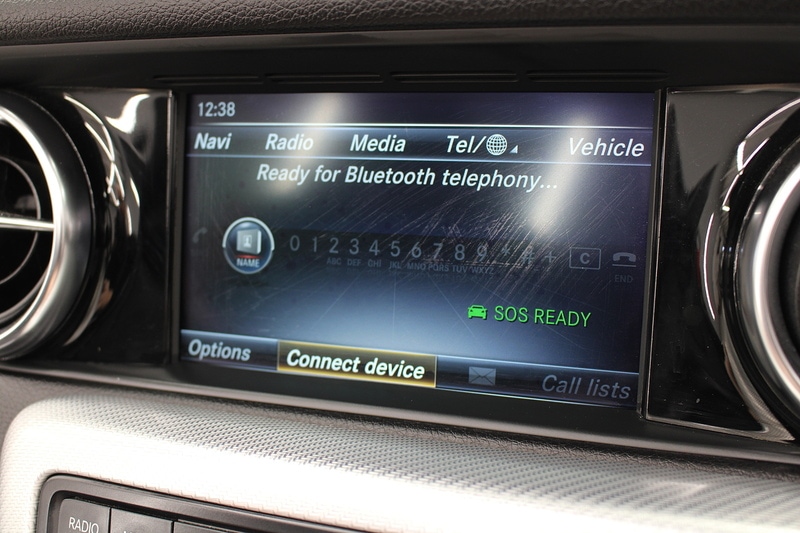 12:38
Navi Radio Media Tel/ Vehicle
Ready for Bluetooth telephony...
NAME 0 1 2 3 4 5 6 7 8 9 * # + C
ABC DEF GHI JKL MNO PQRS TUV WXYZ END
SOS READY
Options Connect device Call lists
RADIO